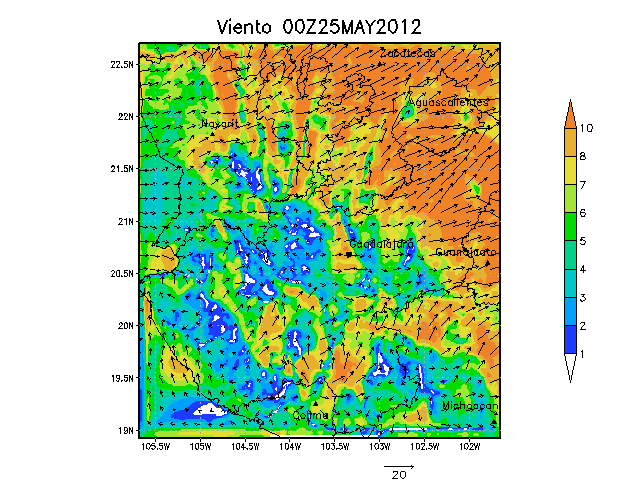 Viento 00Z25MAY2012
Zacatecas
22.5N
Aguascalientes
22N
Nayarit
21.5N
21N
Guadalajara
Guanajuato
20.5N
20N
19.5N
Michoacan
Colima
19N
105.5W 105W 104.5W 104W 103.5W 103W 102.5W 102W
20
10
8
7
6
5
4
3
2
1